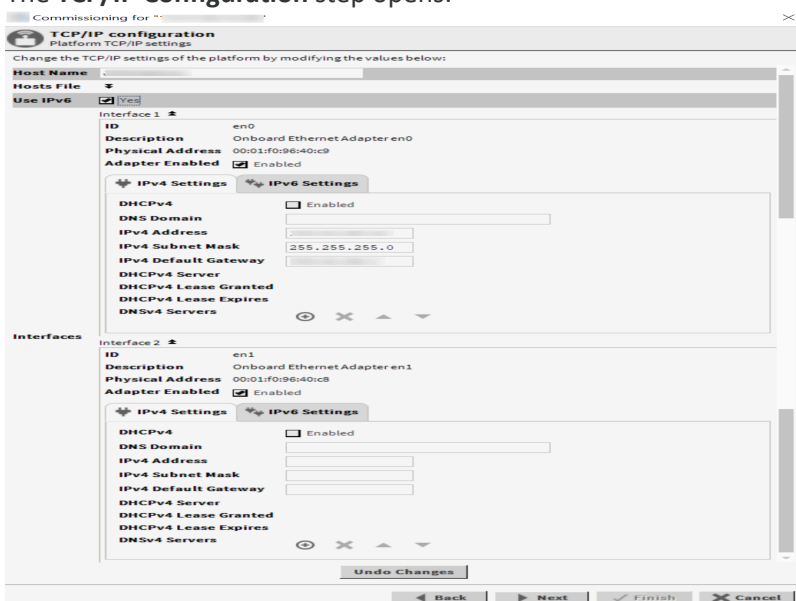 The TCP/IP Configuration step opens.
Commissioning for "
TCP/IP configuration
Platform TCP/IP settings
Change the TCP/IP settings of the platform by modifying the values below:
Host Name
Hosts File
Use IPv6 Yes
Interface 1
ID en0
Description Onboard Ethernet Adapter en0
Physical Address 00:01:f0:96:40:c9
Adapter Enabled Enabled
IPv4 Settings IPv6 Settings
DHCPv4 Enabled
DNS Domain
IPv4 Address
IPv4 Subnet Mask 255.255.255.0
IPv4 Default Gateway
DHCPv4 Server
DHCPv4 Lease Granted
DHCPv4 Lease Expires
DNSv4 Servers
Interfaces
Interface 2
ID en1
Description Onboard Ethernet Adapter en1
Physical Address 00:01:f0:96:40:c8
Adapter Enabled Enabled
IPv4 Settings IPv6 Settings
DHCPv4 Enabled
DNS Domain
IPv4 Address
IPv4 Subnet Mask
IPv4 Default Gateway
DHCPv4 Server
DHCPv4 Lease Granted
DHCPv4 Lease Expires
DNSv4 Servers
Undo Changes
Back Next Finish Cancel